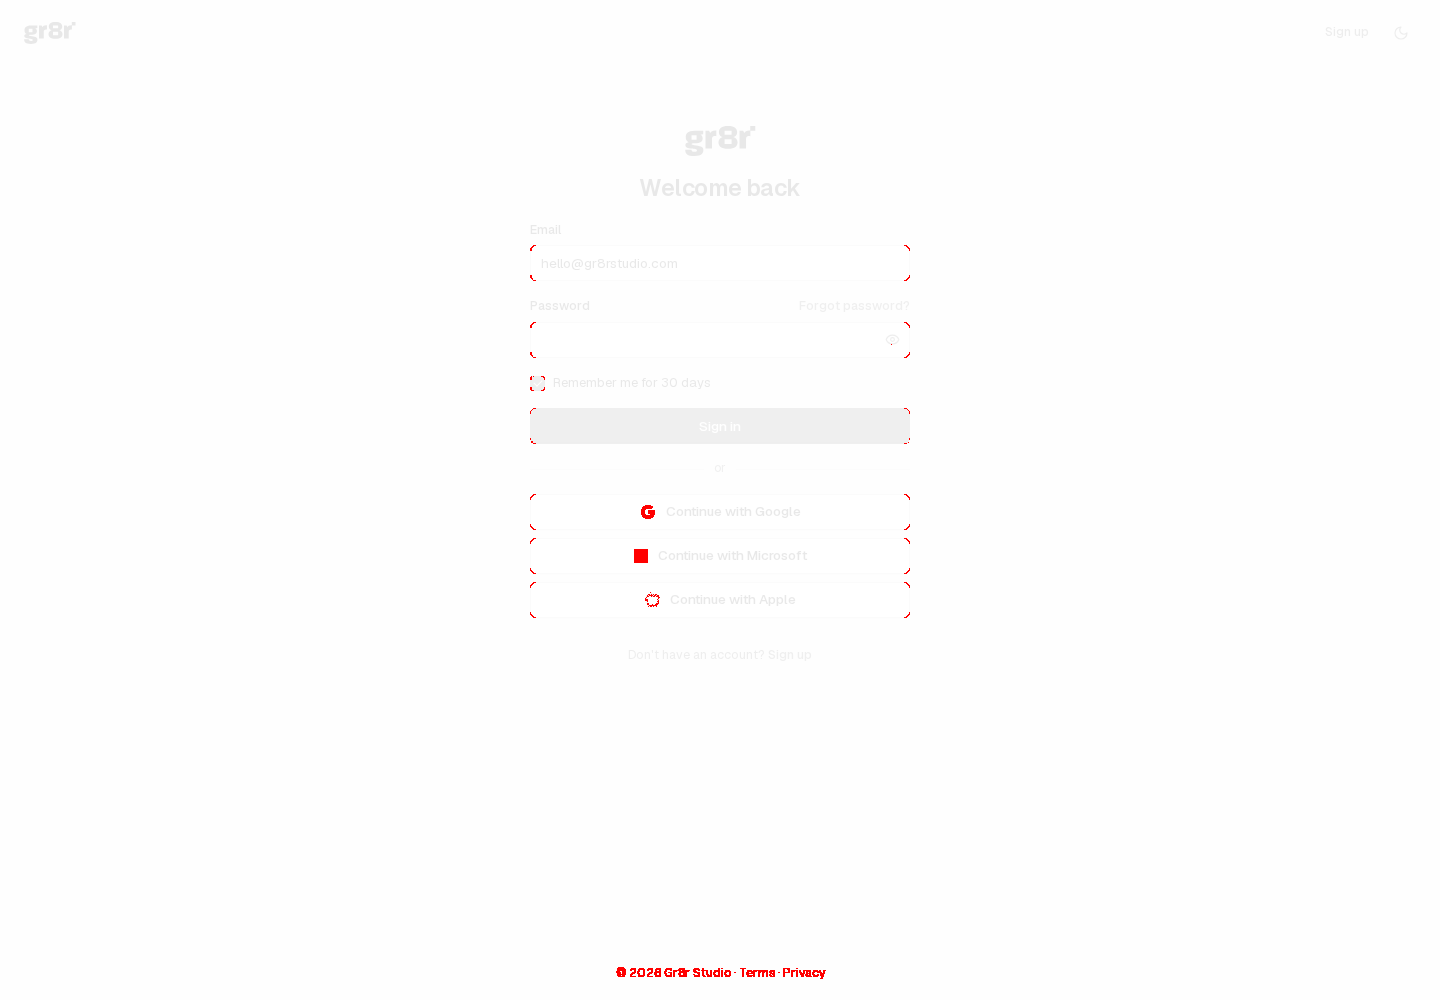 gr8r
Sign up
gr8r
Welcome back
Email
hello@gr8rstudio.com
Password
Forgot password?
Remember me for 30 days
Sign in
or
Continue with Google
Continue with Microsoft
Continue with Apple
Don't have an account? Sign up
© 2026 Gr8r Studio · Terms · Privacy